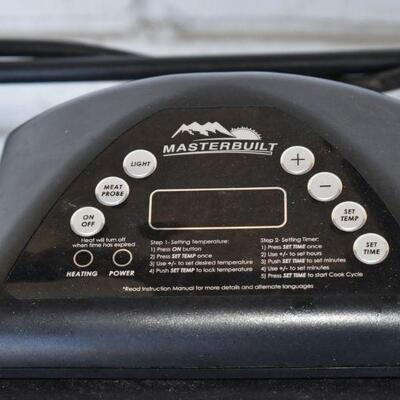 MASTERBUILT
LIGHT
MEAT
PROBE
ON
OFF
+
-
SET
TEMP
SET
TIME
Heat will turn off
when time has expired
HEATING POWER
Step 1- Setting Temperature:
1) Press ON button
2) Press SET TEMP once
3) Use +/- to set desired temperature
4) Push SET TEMP to lock temperature
Step 2- Setting Timer:
1) Press SET TIME once
2) Use +/- to set hours
3) Push SET TIME to set minutes
4) Use +/- to set minutes
5) Press SET TIME to start Cook Cycle
*Read Instruction Manual for more details and alternate languages